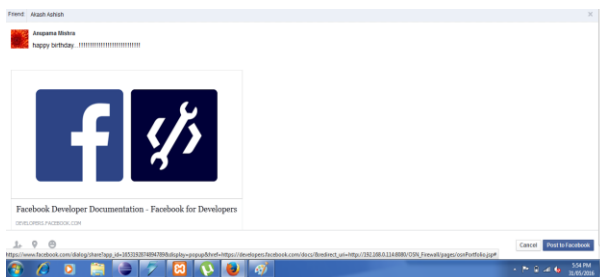 Friend: Akash Ashish
Anupama Mishra
happy birthday...!!!!!!!!!!!!!!!!!!!!!!!!!!!!!!!
f
Facebook Developer Documentation - Facebook for Developers
DEVELOPERS.FACEBOOK.COM
Cancel Post to Facebook
5:54 PM
31/05/2016